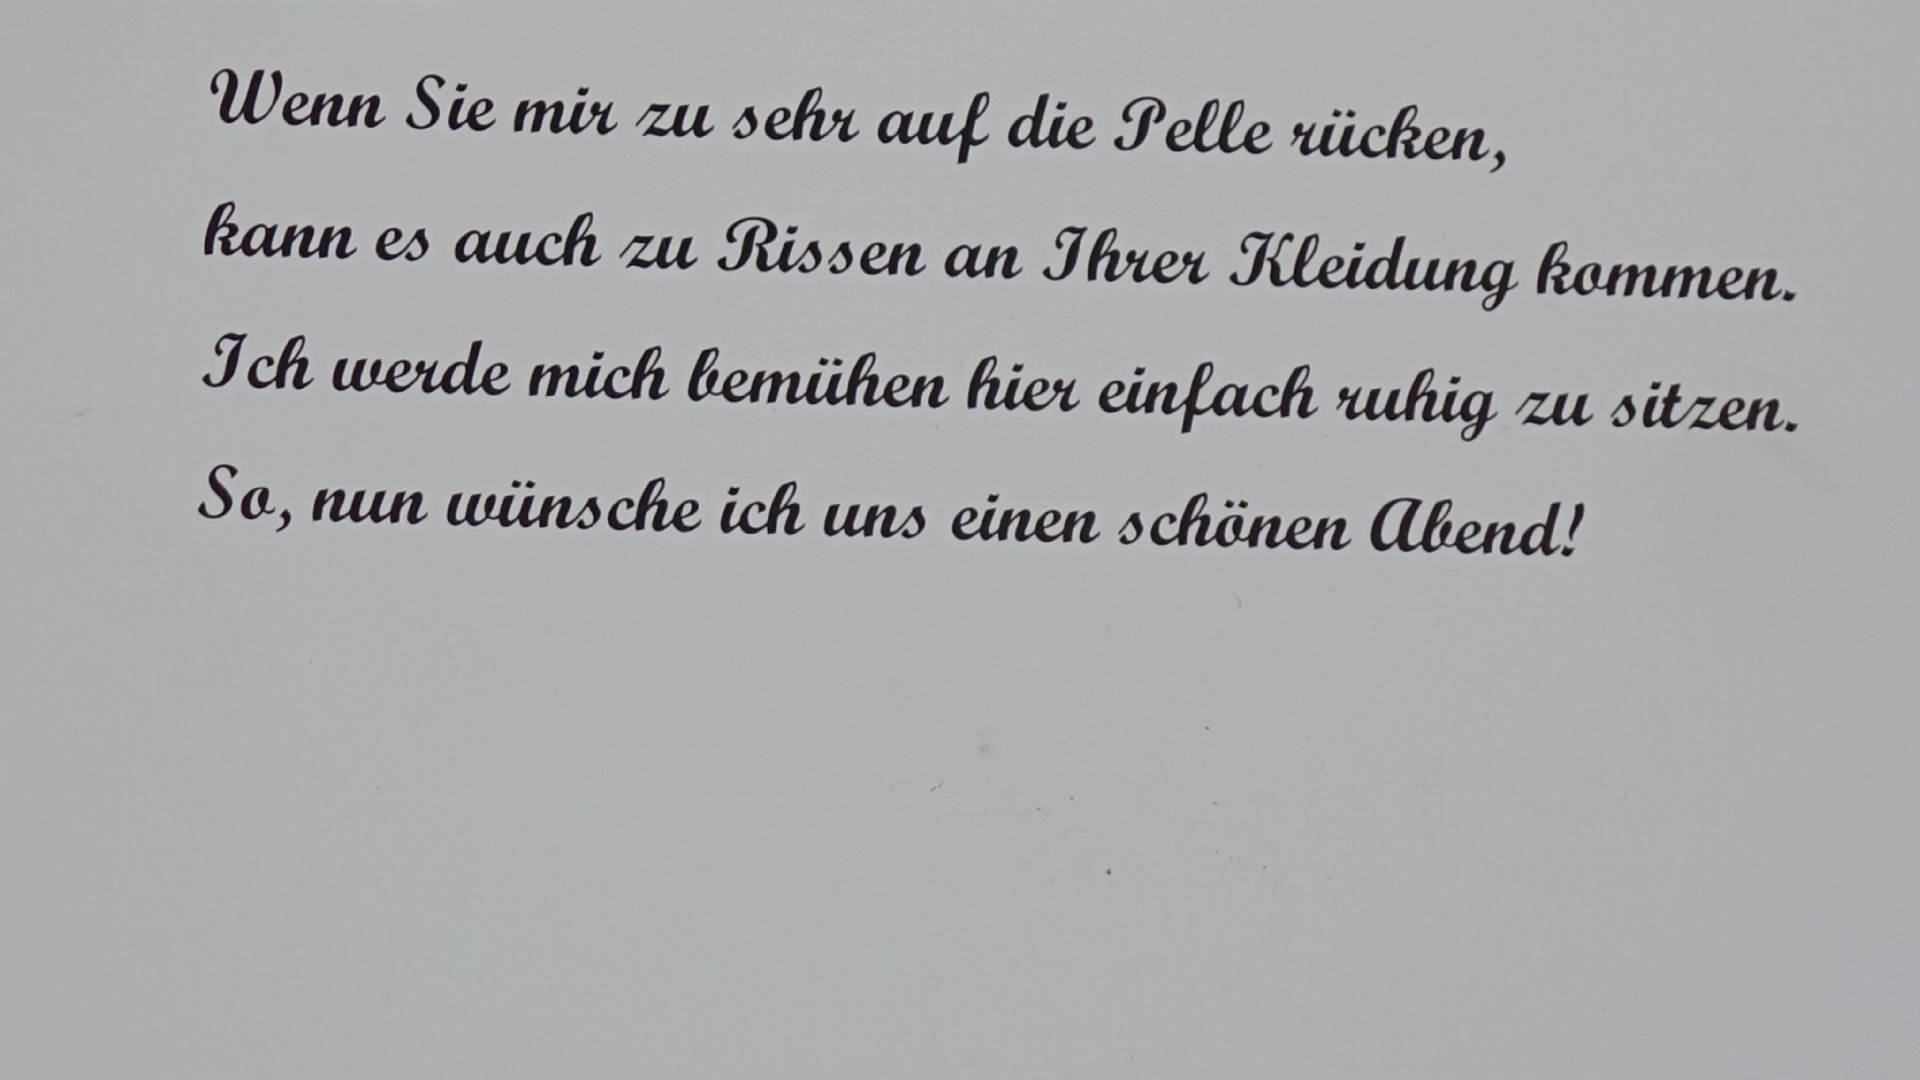 Wenn Sie mir zu sehr auf die Pelle rücken,
kann es auch zu Rissen an Ihrer Kleidung kommen.
Ich werde mich bemühen hier einfach ruhig zu sitzen.
So, nun wünsche ich uns einen schönen Abend!